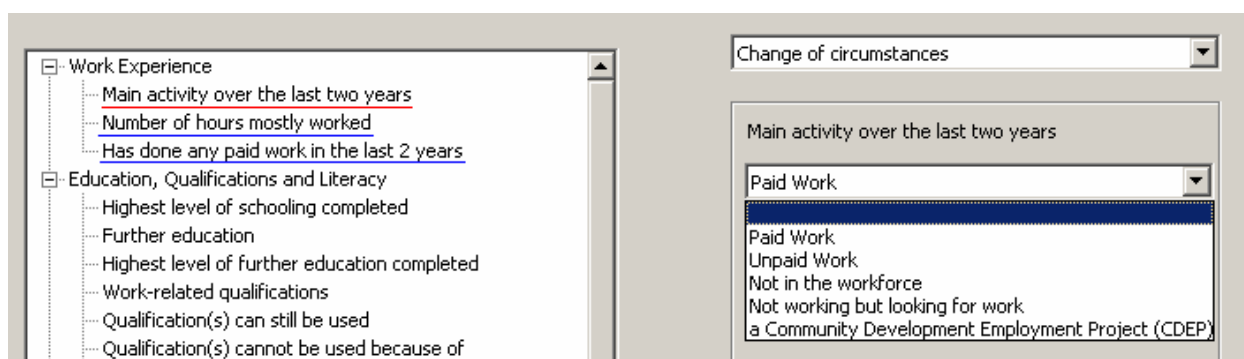 Work Experience
Main activity over the last two years
Number of hours mostly worked
Has done any paid work in the last 2 years
Education, Qualifications and Literacy
Highest level of schooling completed
Further education
Highest level of further education completed
Work-related qualifications
Qualification(s) can still be used
Qualification(s) cannot be used because of
Change of circumstances
Main activity over the last two years
Paid Work
Paid Work
Unpaid Work
Not in the workforce
Not working but looking for work
a Community Development Employment Project (CDEP)